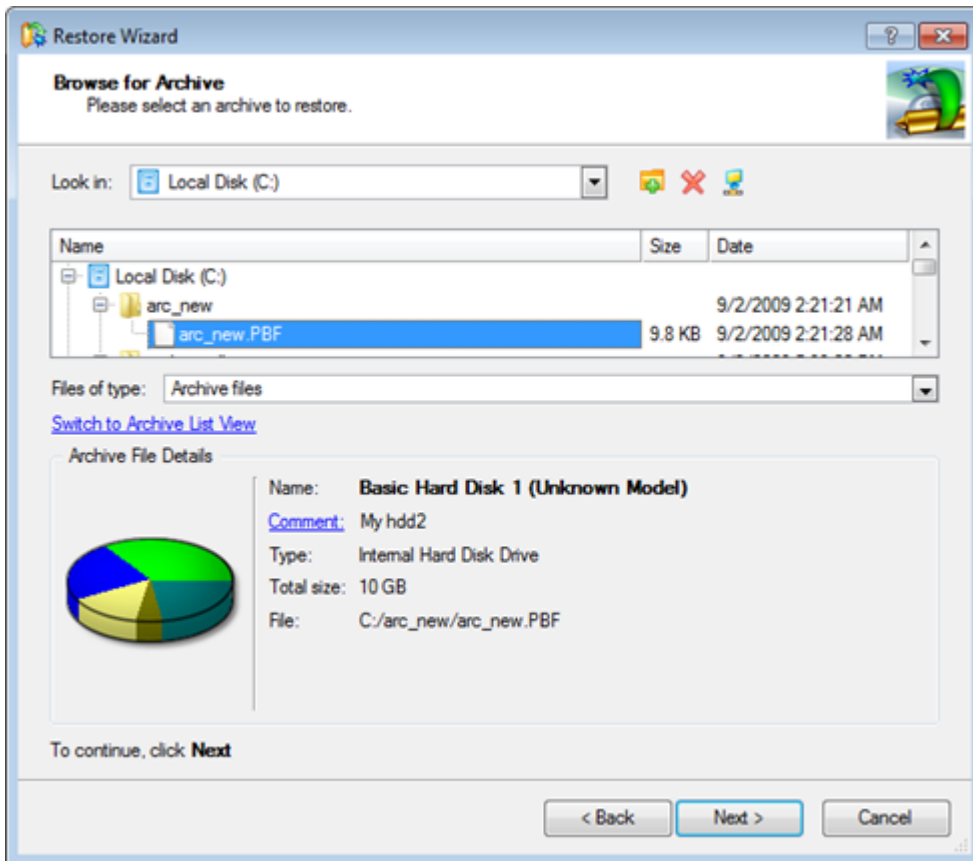 Restore Wizard
Browse for Archive
Please select an archive to restore.
Look in: Local Disk (C:)
Name Size Date
Local Disk (C:)
arc_new 9/2/2009 2:21:21 AM
arc_new.PBF 9.8 KB 9/2/2009 2:21:28 AM
Files of type: Archive files
Switch to Archive List View
Archive File Details
Name: Basic Hard Disk 1 (Unknown Model)
Comment: My hdd2
Type: Internal Hard Disk Drive
Total size: 10 GB
File: C:/arc_new/arc_new.PBF
To continue, click Next
< Back Next > Cancel